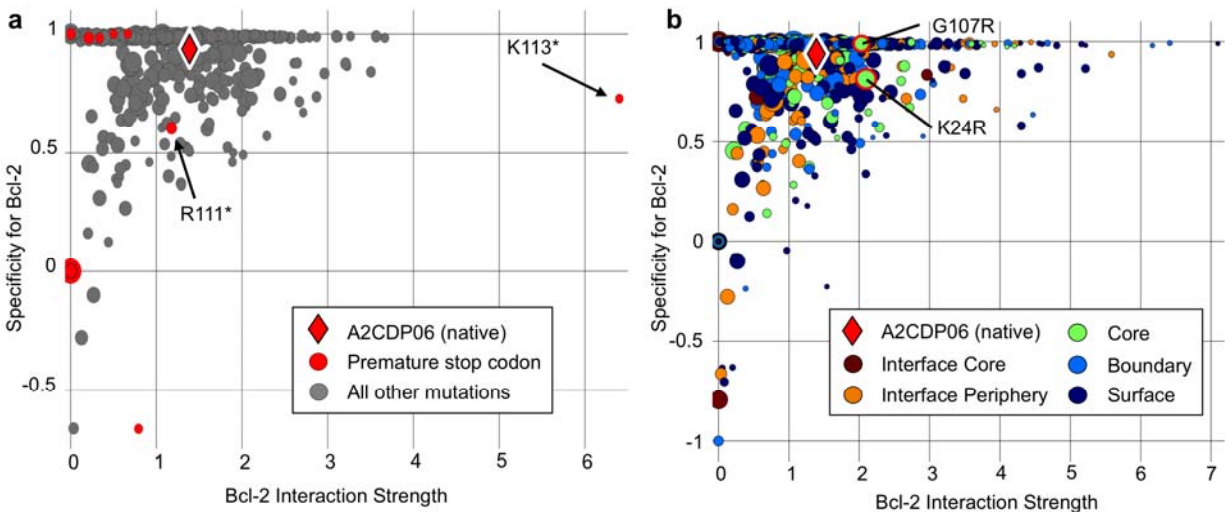 a
Specificity for Bcl-2
1
0.5
0
-0.5
K113*
R111*
A2CDP06 (native)
Premature stop codon
All other mutations
0 1 2 3 4 5 6
Bcl-2 Interaction Strength
b
Specificity for Bcl-2
1
0.5
0
-0.5
-1
G107R
K24R
A2CDP06 (native) Core
Interface Core Boundary
Interface Periphery Surface
0 1 2 3 4 5 6 7
Bcl-2 Interaction Strength